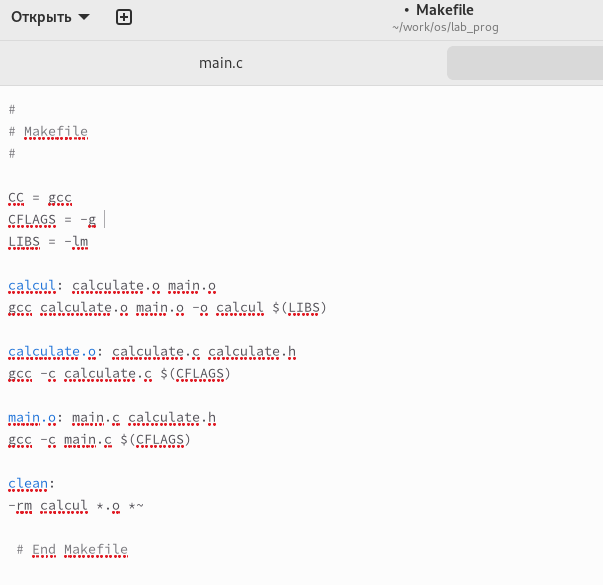 Открыть
• Makefile
~/work/os/lab_prog
main.c
#
# Makefile
#
CC = gcc
CFLAGS = -g
LIBS = -lm
calcul: calculate.o main.o
gcc calculate.o main.o -o calcul $(LIBS)
calculate.o: calculate.c calculate.h
gcc -c calculate.c $(CFLAGS)
main.o: main.c calculate.h
gcc -c main.c $(CFLAGS)
clean:
-rm calcul *.o *~
# End Makefile